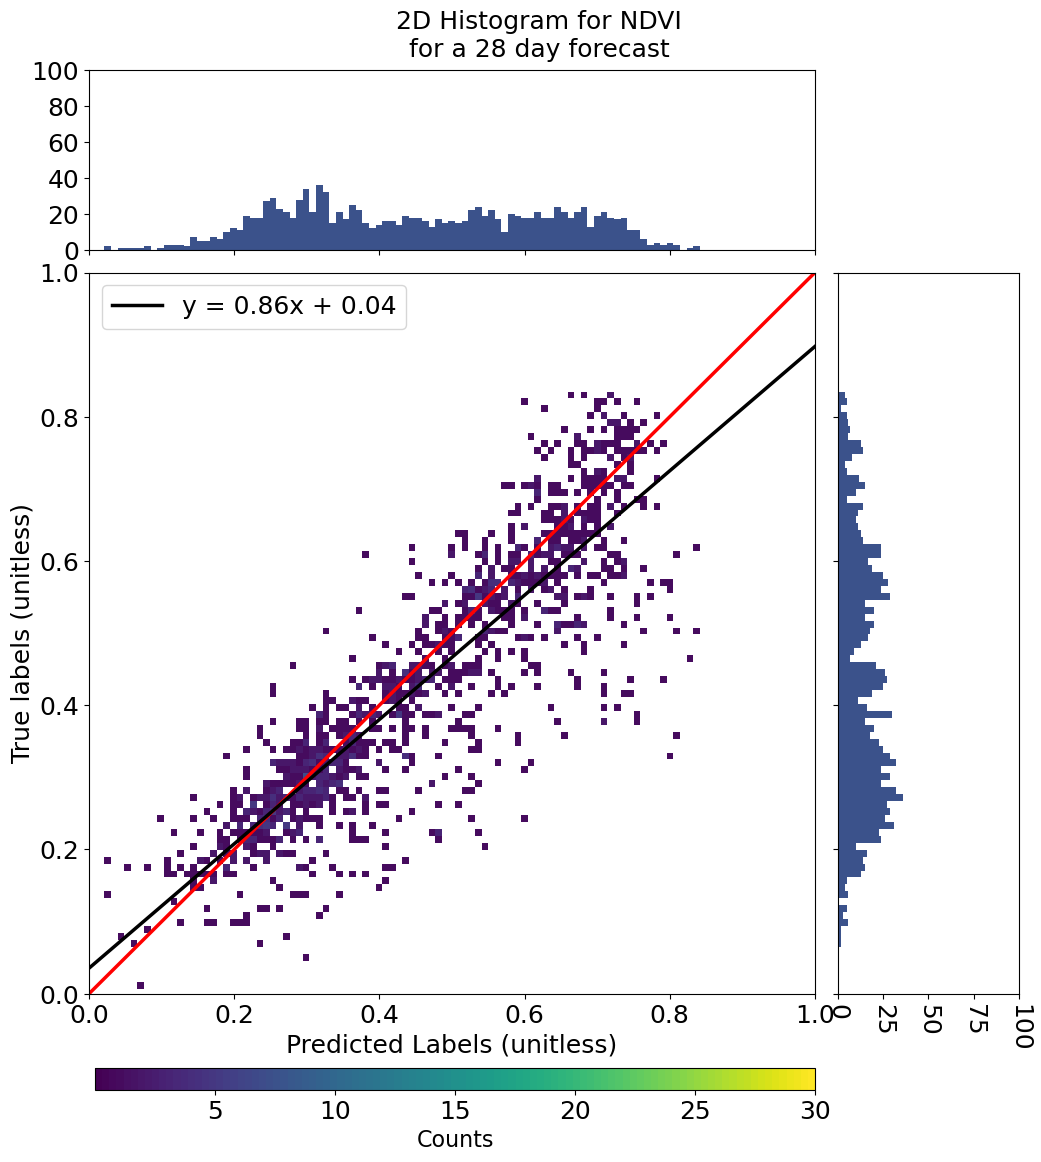 2D Histogram for NDVI
for a 28 day forecast
100
80
60
40
20
0
1.0
0.8
0.6
0.4
0.2
0.0
True labels (unitless)
y = 0.86x + 0.04
0.0 0.2 0.4 0.6 0.8 1.0
Predicted Labels (unitless)
0 25 50 75 100
5 10 15 20 25 30
Counts